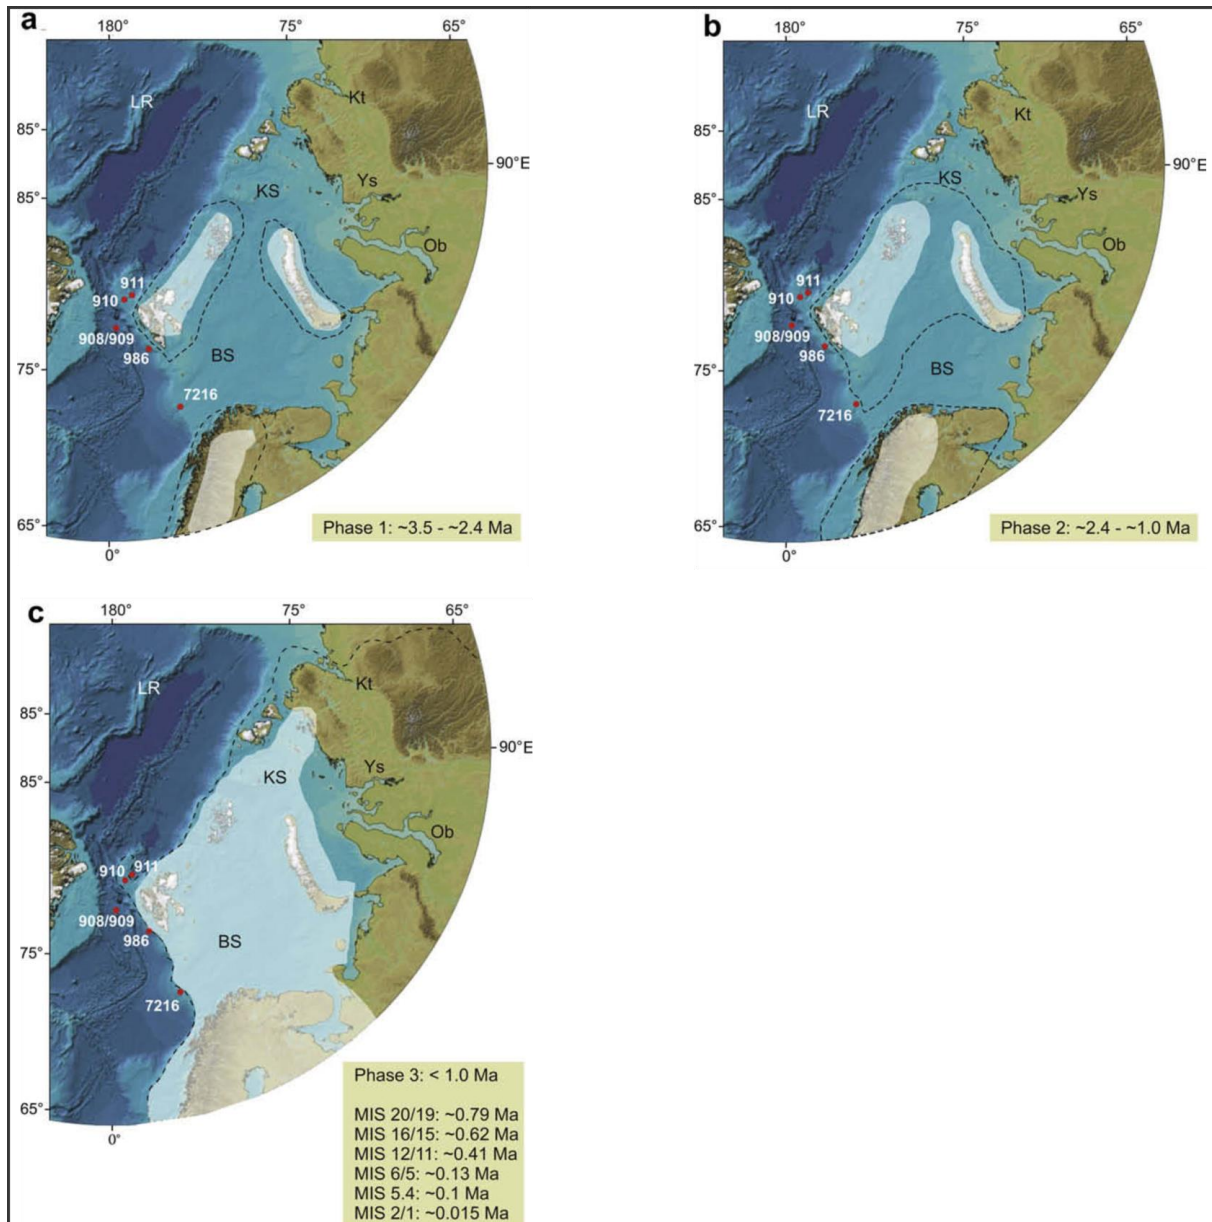 a
180°
75°
65°
LR
Kt
85°
90°E
KS
Ys
85°
Ob
911
910
908/909
986
BS
75°
7216
65°
Phase 1: ~3.5 - ~2.4 Ma
0°
b
180°
75°
65°
LR
Kt
85°
90°E
KS
Ys
85°
Ob
911
910
908/909
986
BS
75°
7216
65°
Phase 2: ~2.4 - ~1.0 Ma
0°
c
180°
75°
65°
LR
Kt
85°
90°E
KS
Ys
85°
Ob
911
910
908/909
986
BS
75°
7216
65°
0°
Phase 3: < 1.0 Ma
MIS 20/19: ~0.79 Ma
MIS 16/15: ~0.62 Ma
MIS 12/11: ~0.41 Ma
MIS 6/5: ~0.13 Ma
MIS 5.4: ~0.1 Ma
MIS 2/1: ~0.015 Ma